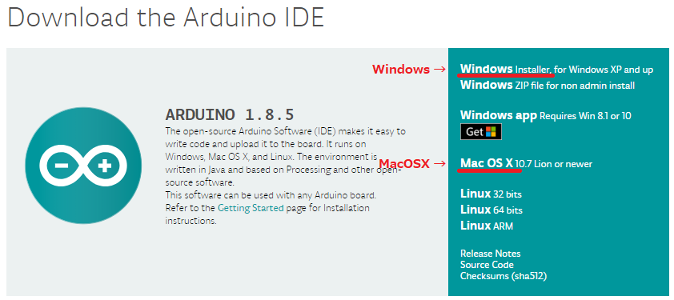 Download the Arduino IDE
Windows →
Windows Installer, for Windows XP and up
Windows ZIP file for non admin install
Windows app Requires Win 8.1 or 10
Get
MacOSX →
Mac OS X 10.7 Lion or newer
Linux 32 bits
Linux 64 bits
Linux ARM
Release Notes
Source Code
Checksums (sha512)
ARDUINO 1.8.5
The open-source Arduino Software (IDE) makes it easy to
write code and upload it to the board. It runs on
Windows, Mac OS X, and Linux. The environment is
written in Java and based on Processing and other open-
source software.
This software can be used with any Arduino board.
Refer to the Getting Started page for Installation
instructions.